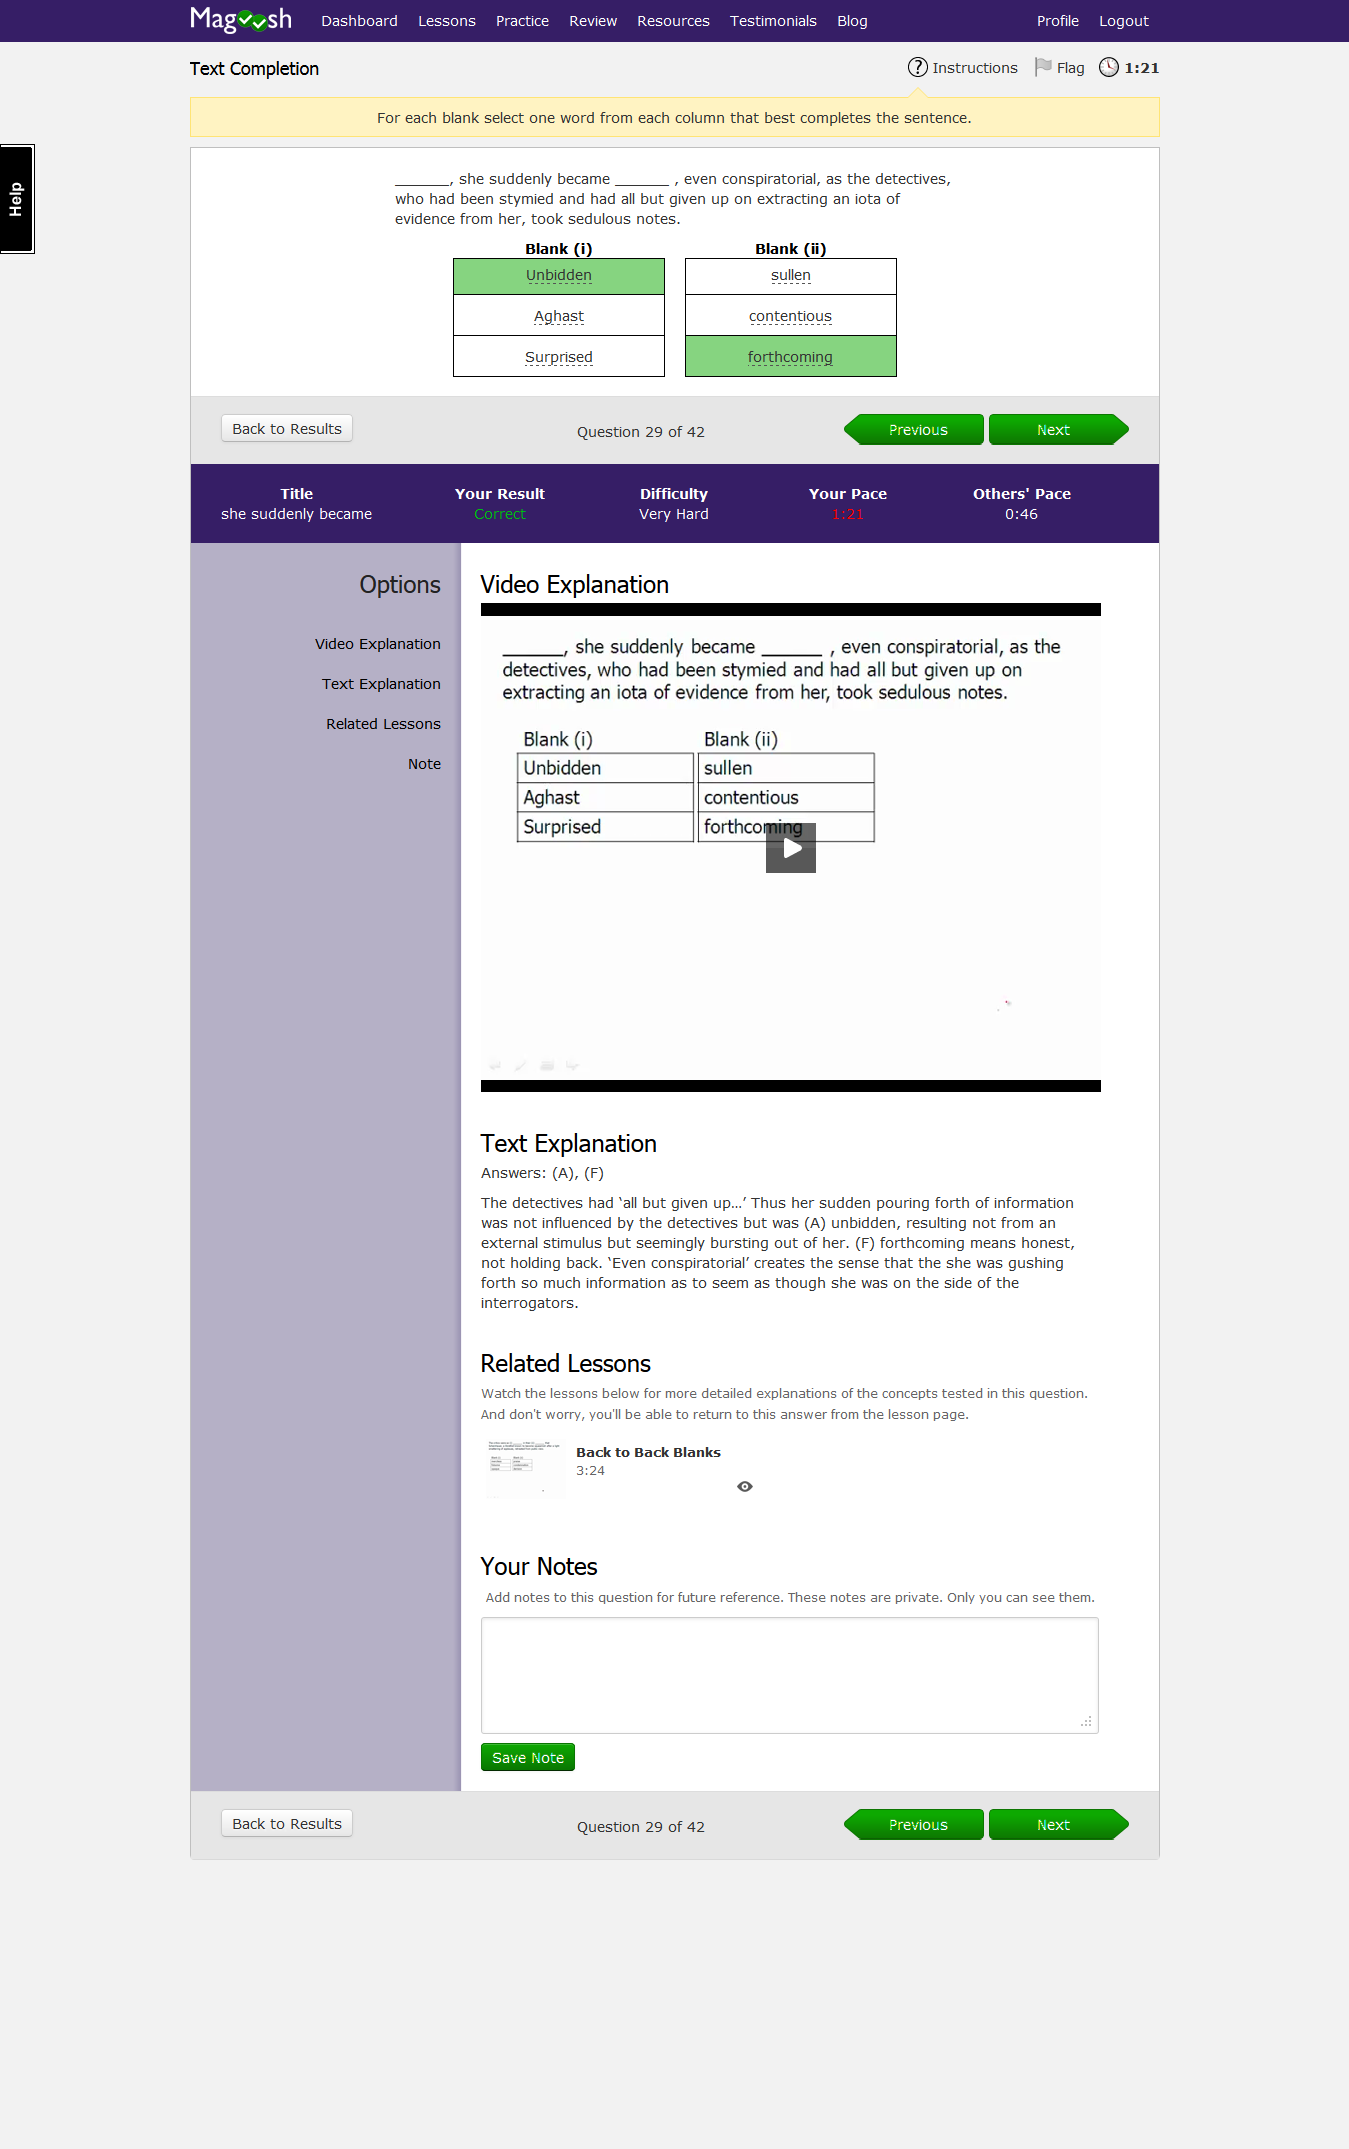 Magoosh Dashboard Lessons Practice Review Resources Testimonials Blog Profile Logout
Text Completion Instructions Flag 1:21
For each blank select one word from each column that best completes the sentence.
Help
______, she suddenly became ______ , even conspiratorial, as the detectives,
who had been stymied and had all but given up on extracting an iota of
evidence from her, took sedulous notes.
Blank (i) Blank (ii)
Unbidden sullen
Aghast contentious
Surprised forthcoming
Back to Results Question 29 of 42 Previous Next
Title Your Result Difficulty Your Pace Others' Pace
she suddenly became Correct Very Hard 1:21 0:46
Options
Video Explanation
Text Explanation
Related Lessons
Note
Video Explanation
______, she suddenly became ______ , even conspiratorial, as the
detectives, who had been stymied and had all but given up on
extracting an iota of evidence from her, took sedulous notes.
Blank (i) Blank (ii)
Unbidden sullen
Aghast contentious
Surprised forthcoming
Text Explanation
Answers: (A), (F)
The detectives had ‘all but given up…’ Thus her sudden pouring forth of information
was not influenced by the detectives but was (A) unbidden, resulting not from an
external stimulus but seemingly bursting out of her. (F) forthcoming means honest,
not holding back. ‘Even conspiratorial’ creates the sense that the she was gushing
forth so much information as to seem as though she was on the side of the
interrogators.
Related Lessons
Watch the lessons below for more detailed explanations of the concepts tested in this question.
And don't worry, you'll be able to return to this answer from the lesson page.
Back to Back Blanks
3:24
Your Notes
Add notes to this question for future reference. These notes are private. Only you can see them.
Save Note
Back to Results Question 29 of 42 Previous Next